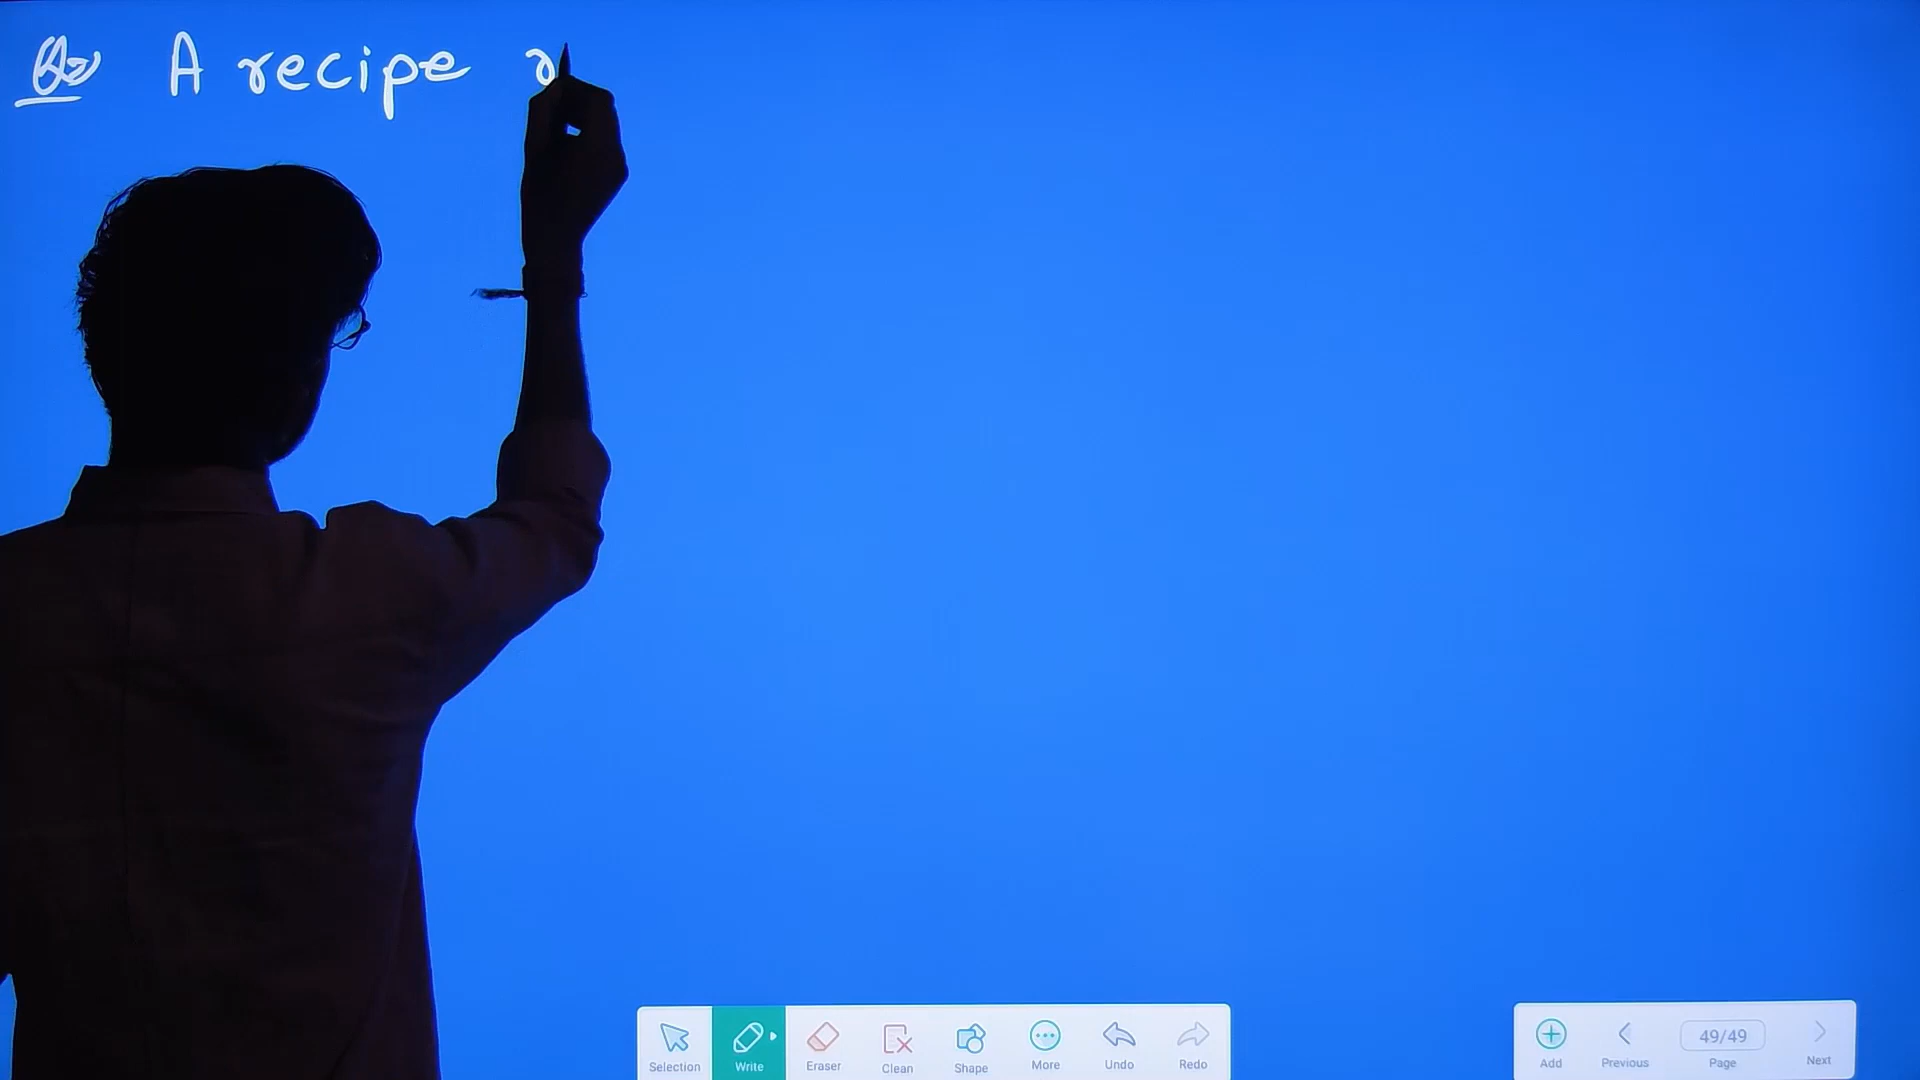 Q> A recipe r
Selection Write Eraser Clean Shape More Undo Redo
Add Previous 49/49 Page Next